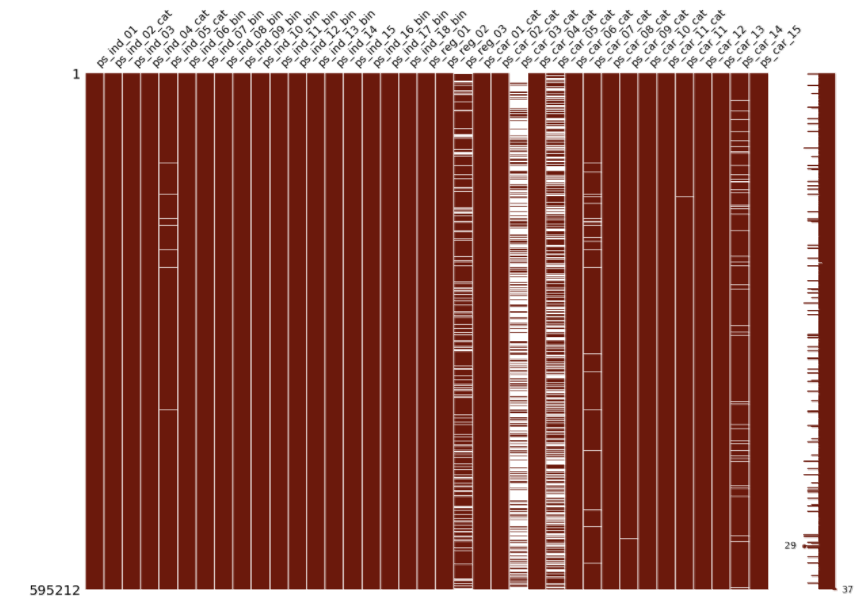 ps_ind_01
ps_ind_02_cat
ps_ind_03
ps_ind_04_cat
ps_ind_05_cat
ps_ind_06_bin
ps_ind_07_bin
ps_ind_08_bin
ps_ind_09_bin
ps_ind_10_bin
ps_ind_11_bin
ps_ind_12_bin
ps_ind_13_bin
ps_ind_14
ps_ind_15
ps_ind_16_bin
ps_ind_17_bin
ps_ind_18_bin
ps_reg_01
ps_reg_02
ps_reg_03
ps_car_01_cat
ps_car_02_cat
ps_car_03_cat
ps_car_04_cat
ps_car_05_cat
ps_car_06_cat
ps_car_07_cat
ps_car_08_cat
ps_car_09_cat
ps_car_10_cat
ps_car_11_cat
ps_car_11
ps_car_12
ps_car_13
ps_car_14
ps_car_15
1
29
595212
37